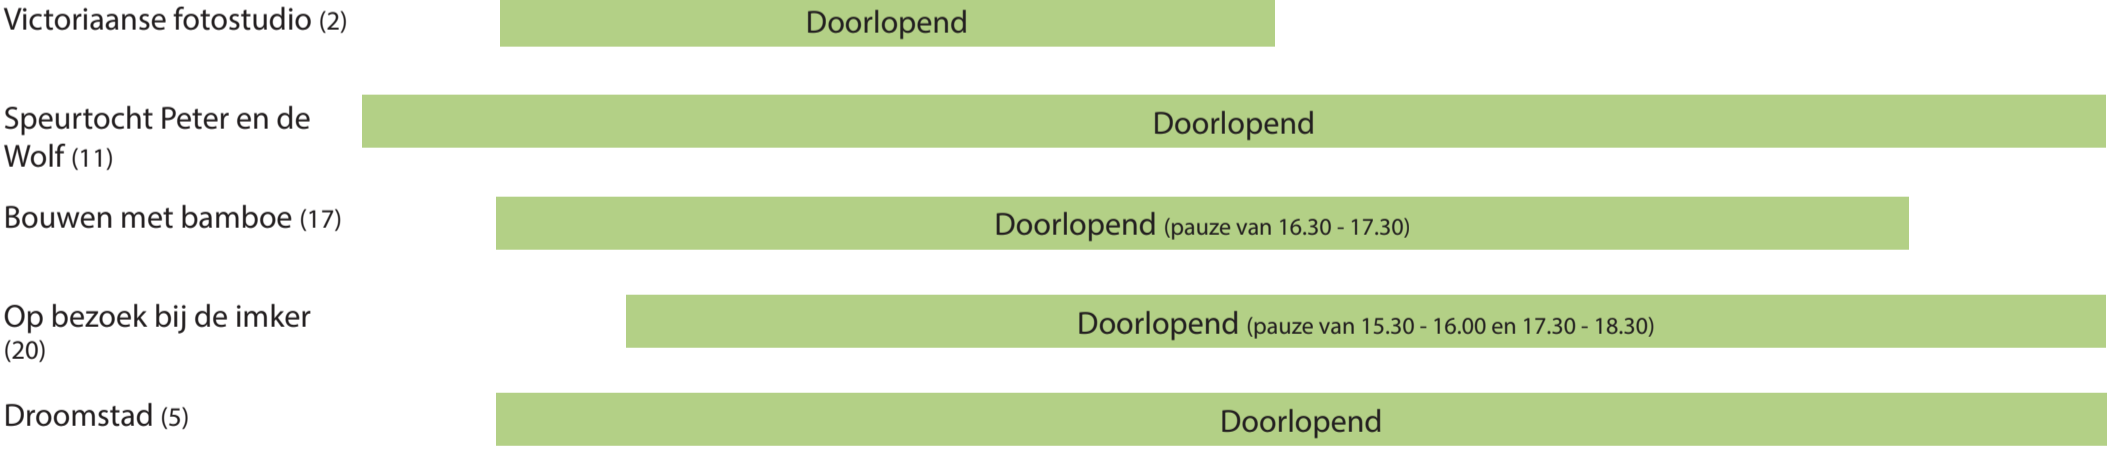 Victoriaanse fotostudio (2)
Doorlopend
Speurtocht Peter en de
Wolf (11)
Doorlopend
Bouwen met bamboe (17)
Doorlopend (pauze van 16.30 - 17.30)
Op bezoek bij de imker
(20)
Doorlopend (pauze van 15.30 - 16.00 en 17.30 - 18.30)
Droomstad (5)
Doorlopend